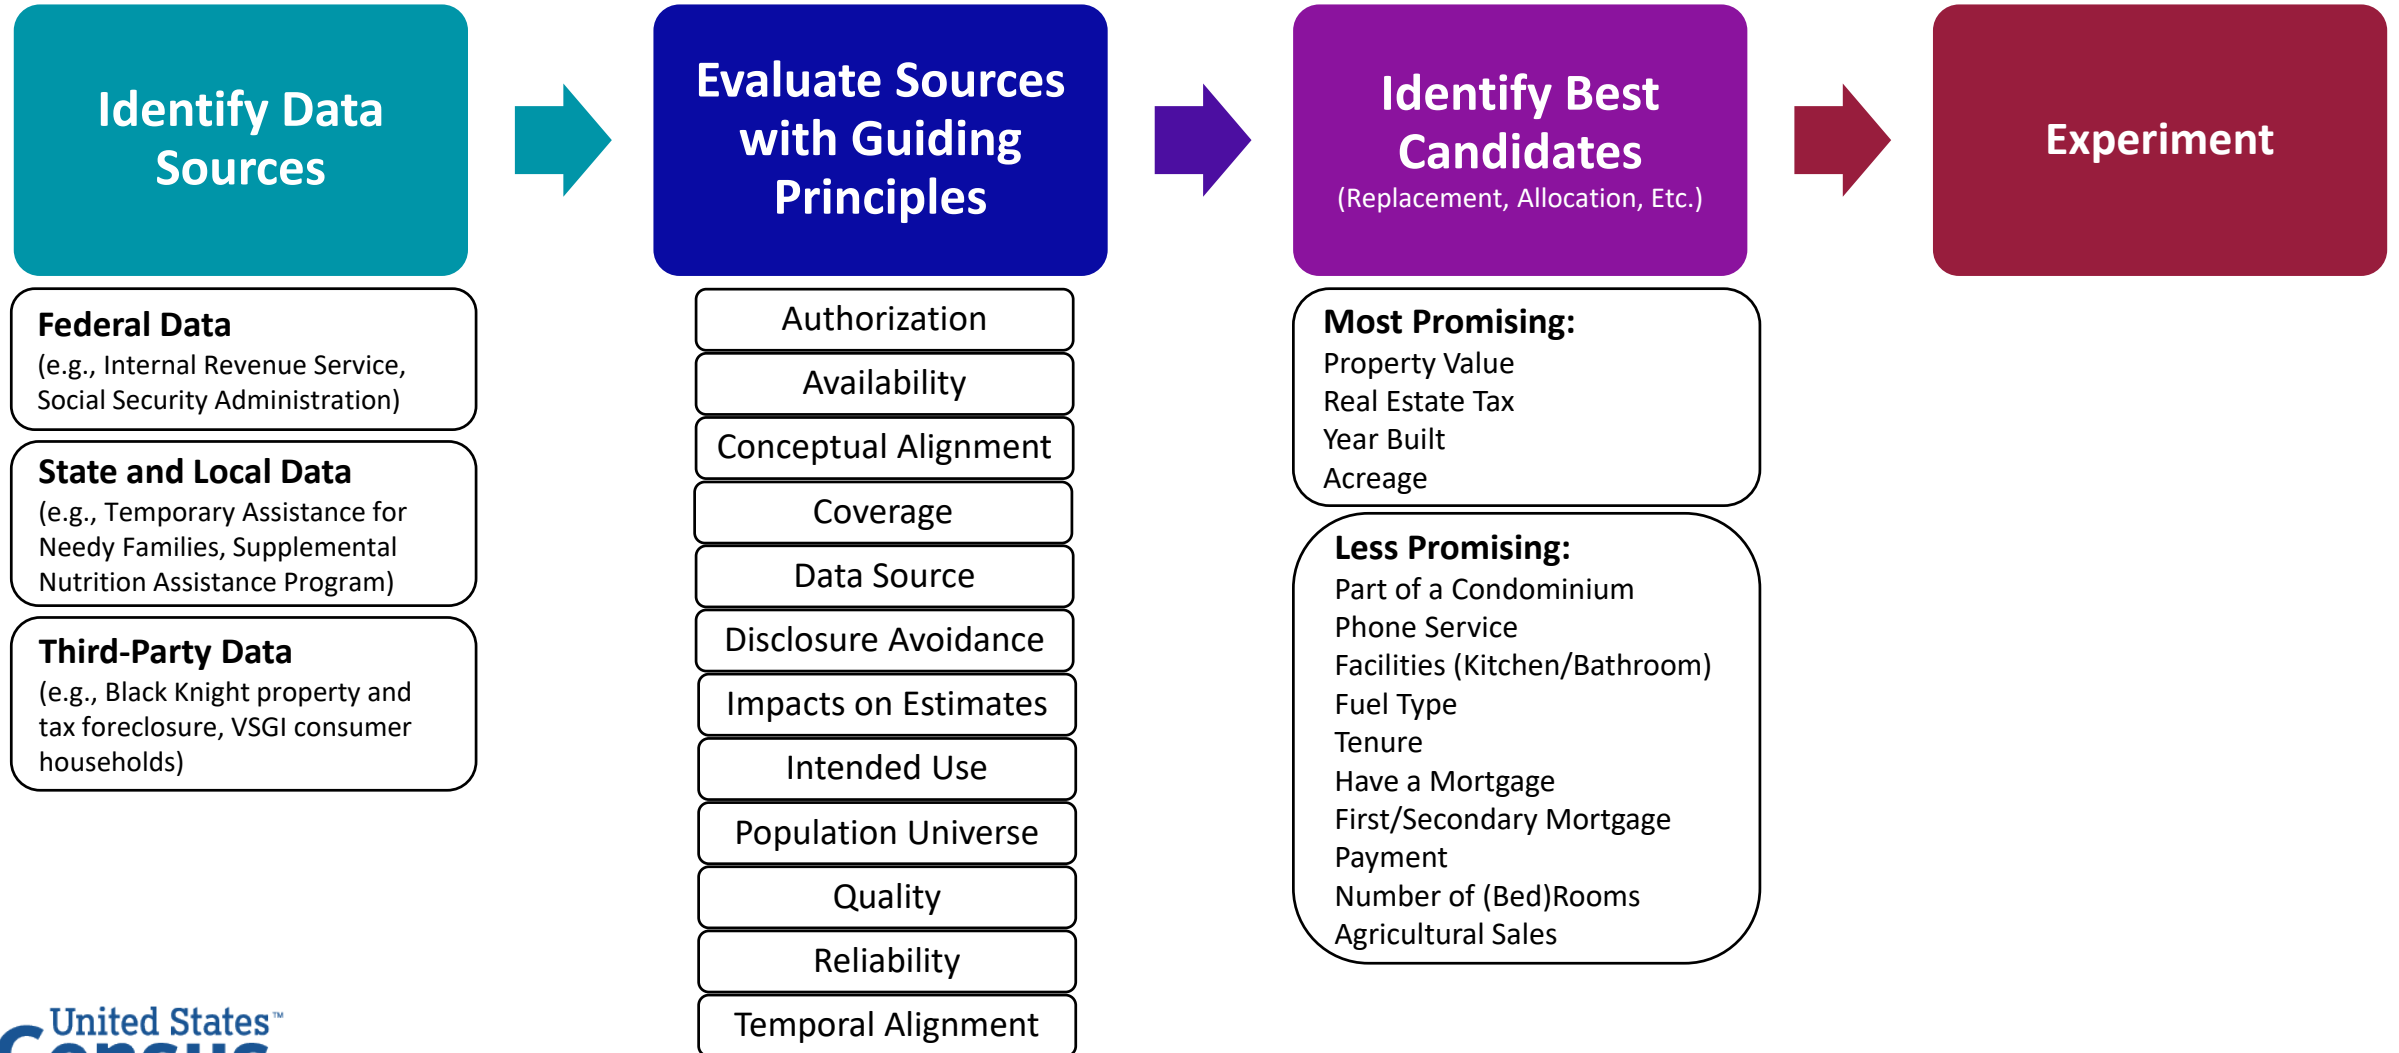 Identify Data
Sources
Evaluate Sources
with Guiding
Principles
Identify Best
Candidates
(Replacement, Allocation, Etc.)
Experiment
Federal Data
(e.g., Internal Revenue Service,
Social Security Administration)
State and Local Data
(e.g., Temporary Assistance for
Needy Families, Supplemental
Nutrition Assistance Program)
Third-Party Data
(e.g., Black Knight property and
tax foreclosure, VSGI consumer
households)
Authorization
Availability
Conceptual Alignment
Coverage
Data Source
Disclosure Avoidance
Impacts on Estimates
Intended Use
Population Universe
Quality
Reliability
Temporal Alignment
Most Promising:
Property Value
Real Estate Tax
Year Built
Acreage
Less Promising:
Part of a Condominium
Phone Service
Facilities (Kitchen/Bathroom)
Fuel Type
Tenure
Have a Mortgage
First/Secondary Mortgage
Payment
Number of (Bed)Rooms
Agricultural Sales
United States™
Census